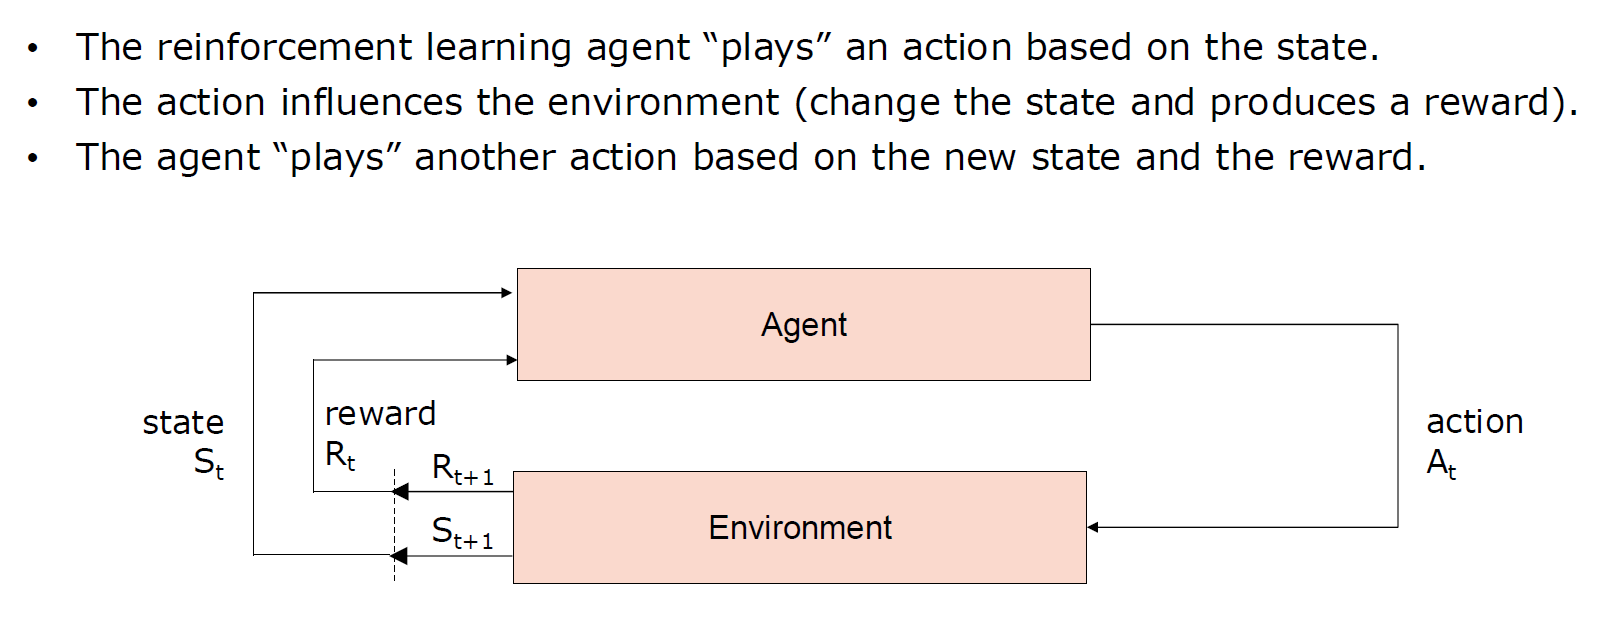 • The reinforcement learning agent “plays” an action based on the state.
• The action influences the environment (change the state and produces a reward).
• The agent “plays” another action based on the new state and the reward.
Agent
state
Sₜ
reward
Rₜ
Rₜ₊₁
Sₜ₊₁
Environment
action
Aₜ